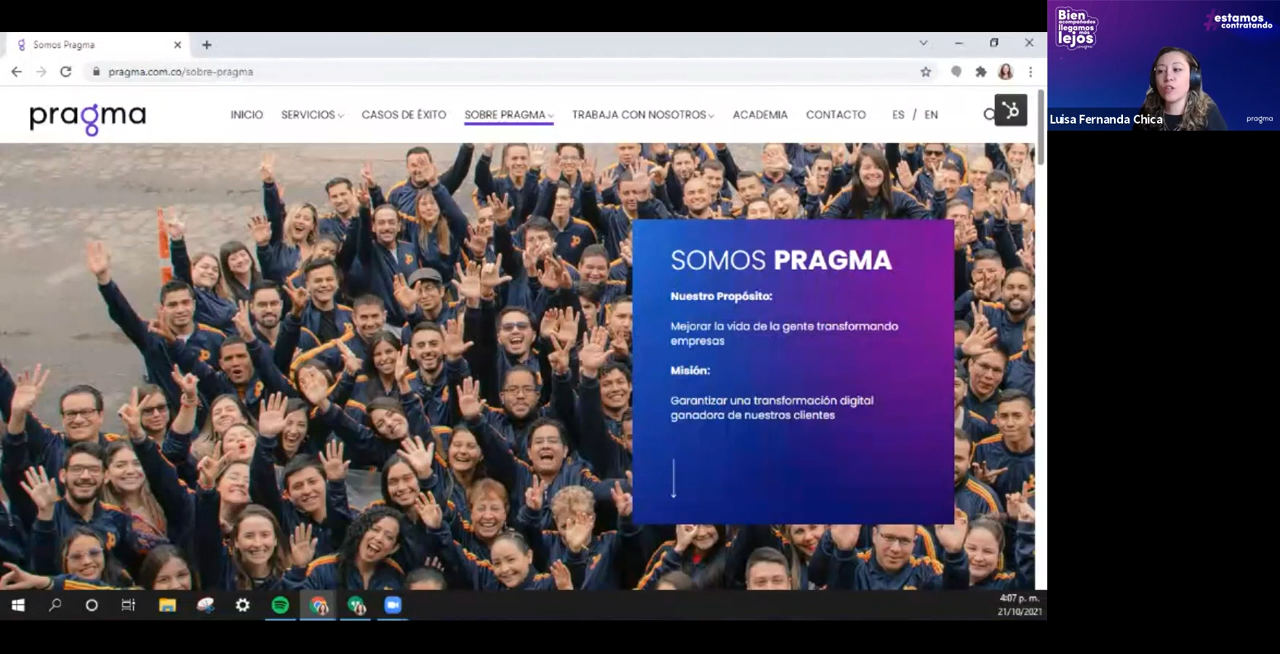 Somos Pragma
pragma.com.co/sobre-pragma
pragma
INICIO
SERVICIOS
CASOS DE ÉXITO
SOBRE PRAGMA
TRABAJA CON NOSOTROS
ACADEMIA
CONTACTO
ES / EN
SOMOS PRAGMA
Nuestro Propósito:
Mejorar la vida de la gente transformando
empresas
Misión:
Garantizar una transformación digital
ganadora de nuestros clientes
4:07 p. m.
21/10/2021
Bien
acompañados
llegamos
más
lejos
pragma
#estamos
contratando
Luisa Fernanda Chica
pragma